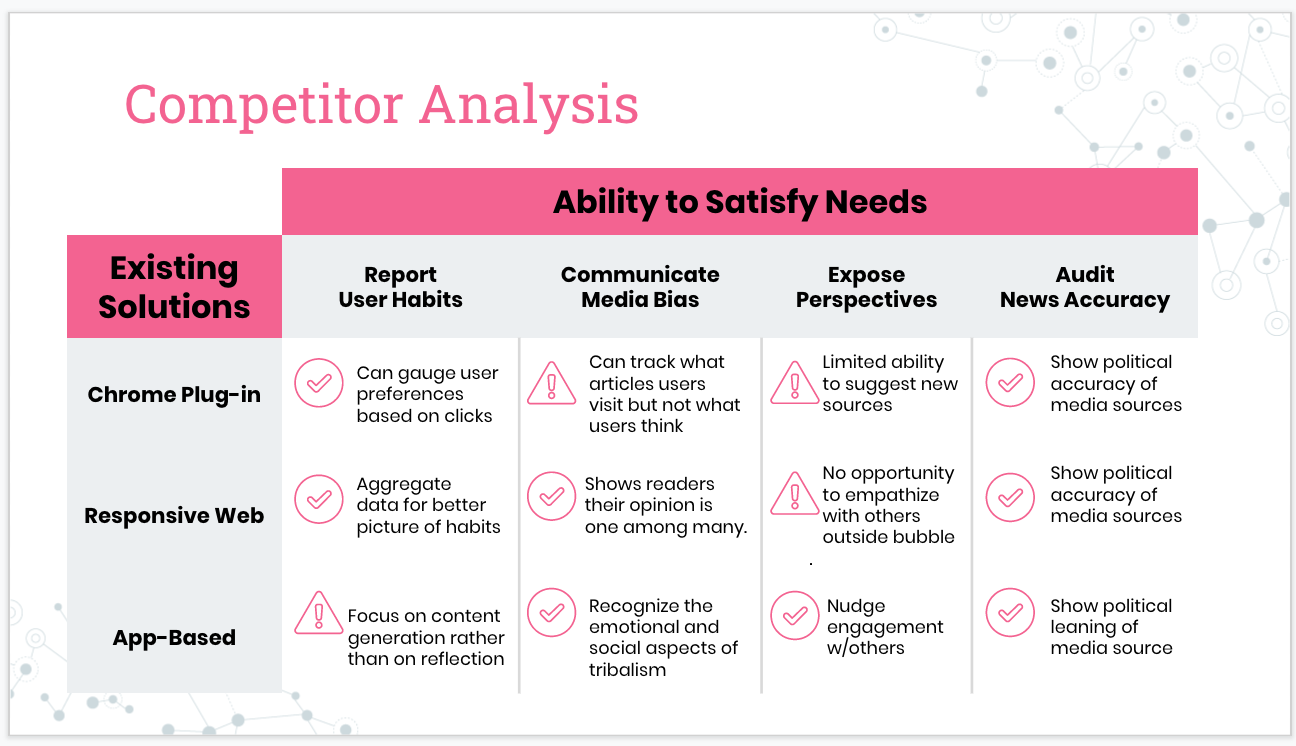 Competitor Analysis
Ability to Satisfy Needs
Existing
Solutions
Report
User Habits
Communicate
Media Bias
Expose
Perspectives
Audit
News Accuracy
Chrome Plug-in
Can gauge user
preferences
based on clicks
Can track what
articles users
visit but not what
users think
Limited ability
to suggest new
sources
Show political
accuracy of
media sources
Responsive Web
Aggregate
data for better
picture of habits
Shows readers
their opinion is
one among many.
No opportunity
to empathize
with others
outside bubble
.
Show political
accuracy of
media sources
App-Based
Focus on content
generation rather
than on reflection
Recognize the
emotional and
social aspects of
tribalism
Nudge
engagement
w/others
Show political
leaning of
media source